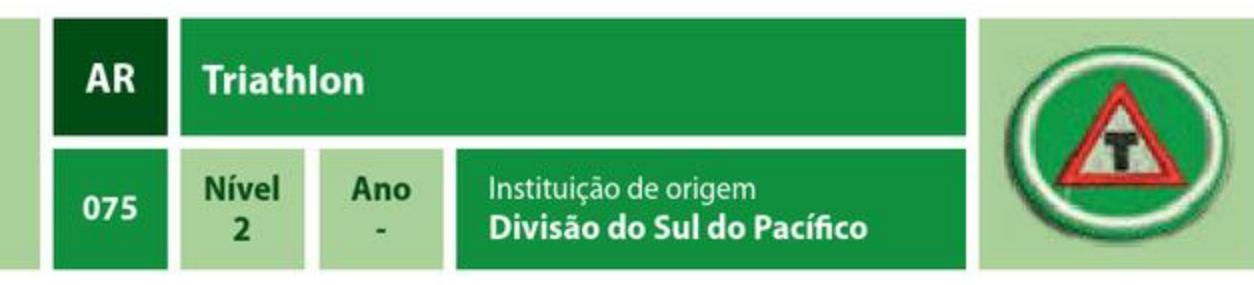 AR
Triathlon
075
Nível
2
Ano
-
Instituição de origem
Divisão do Sul do Pacífico
T